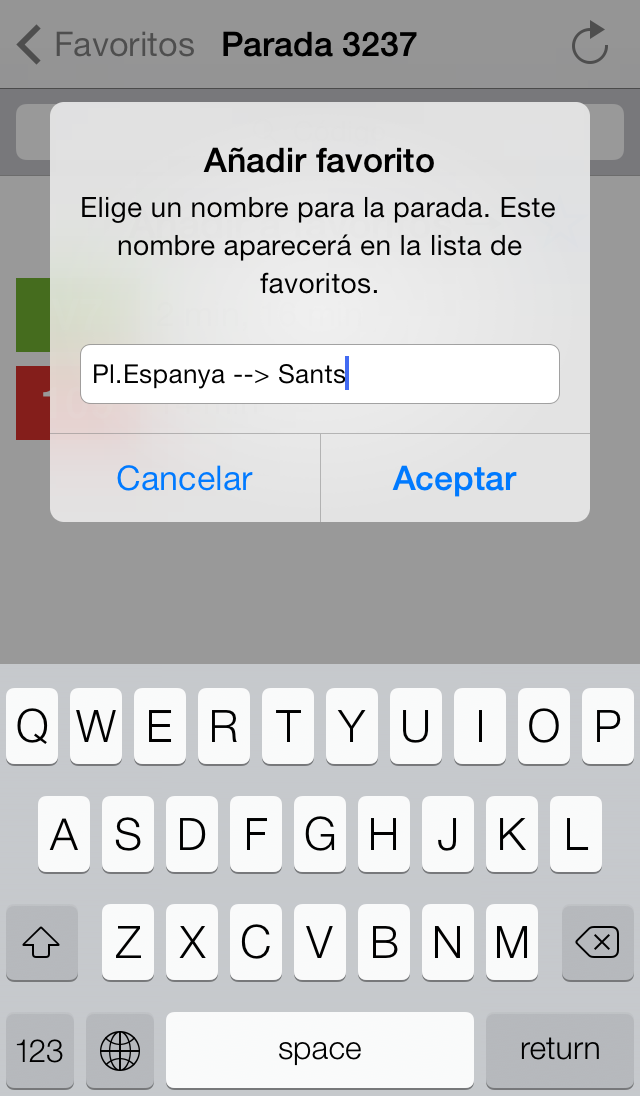 Favoritos Parada 3237
Añadir favorito
Elige un nombre para la parada. Este
nombre aparecerá en la lista de
favoritos.
Pl.Espanya --> Sants
Cancelar Aceptar
Q W E R T Y U I O P
A S D F G H J K L
Z X C V B N M
123 space return